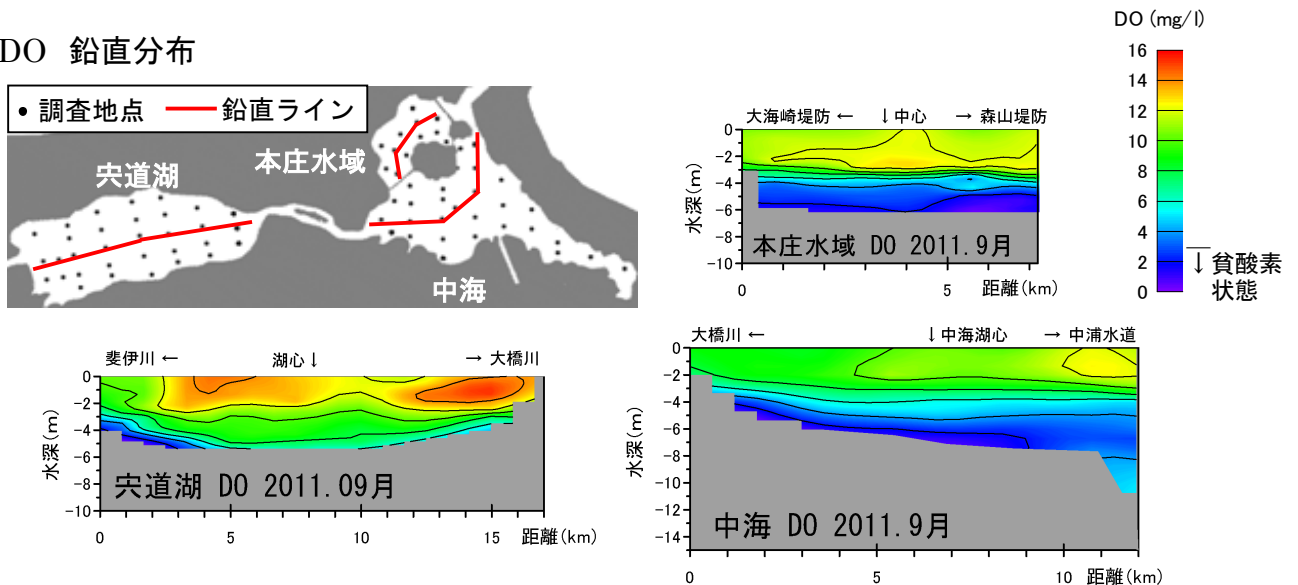 DO 鉛直分布
• 調査地点 鉛直ライン
宍道湖
本庄水域
中海
DO (mg/l)
16
14
12
10
8
6
4
2
0
↓ 貧酸素
状態
大海崎堤防 ← ↓中心 → 森山堤防
0
-2
-4
-6
-8
-10
水深(m)
本庄水域 DO 2011.9月
0 5 距離(km)
斐伊川 ← 湖心↓ → 大橋川
0
-2
-4
-6
-8
-10
水深(m)
宍道湖 DO 2011.09月
0 5 10 15 距離(km)
大橋川 ← ↓中海湖心 → 中浦水道
0
-2
-4
-6
-8
-10
-12
-14
水深(m)
中海 DO 2011.9月
0 5 10 距離(km)